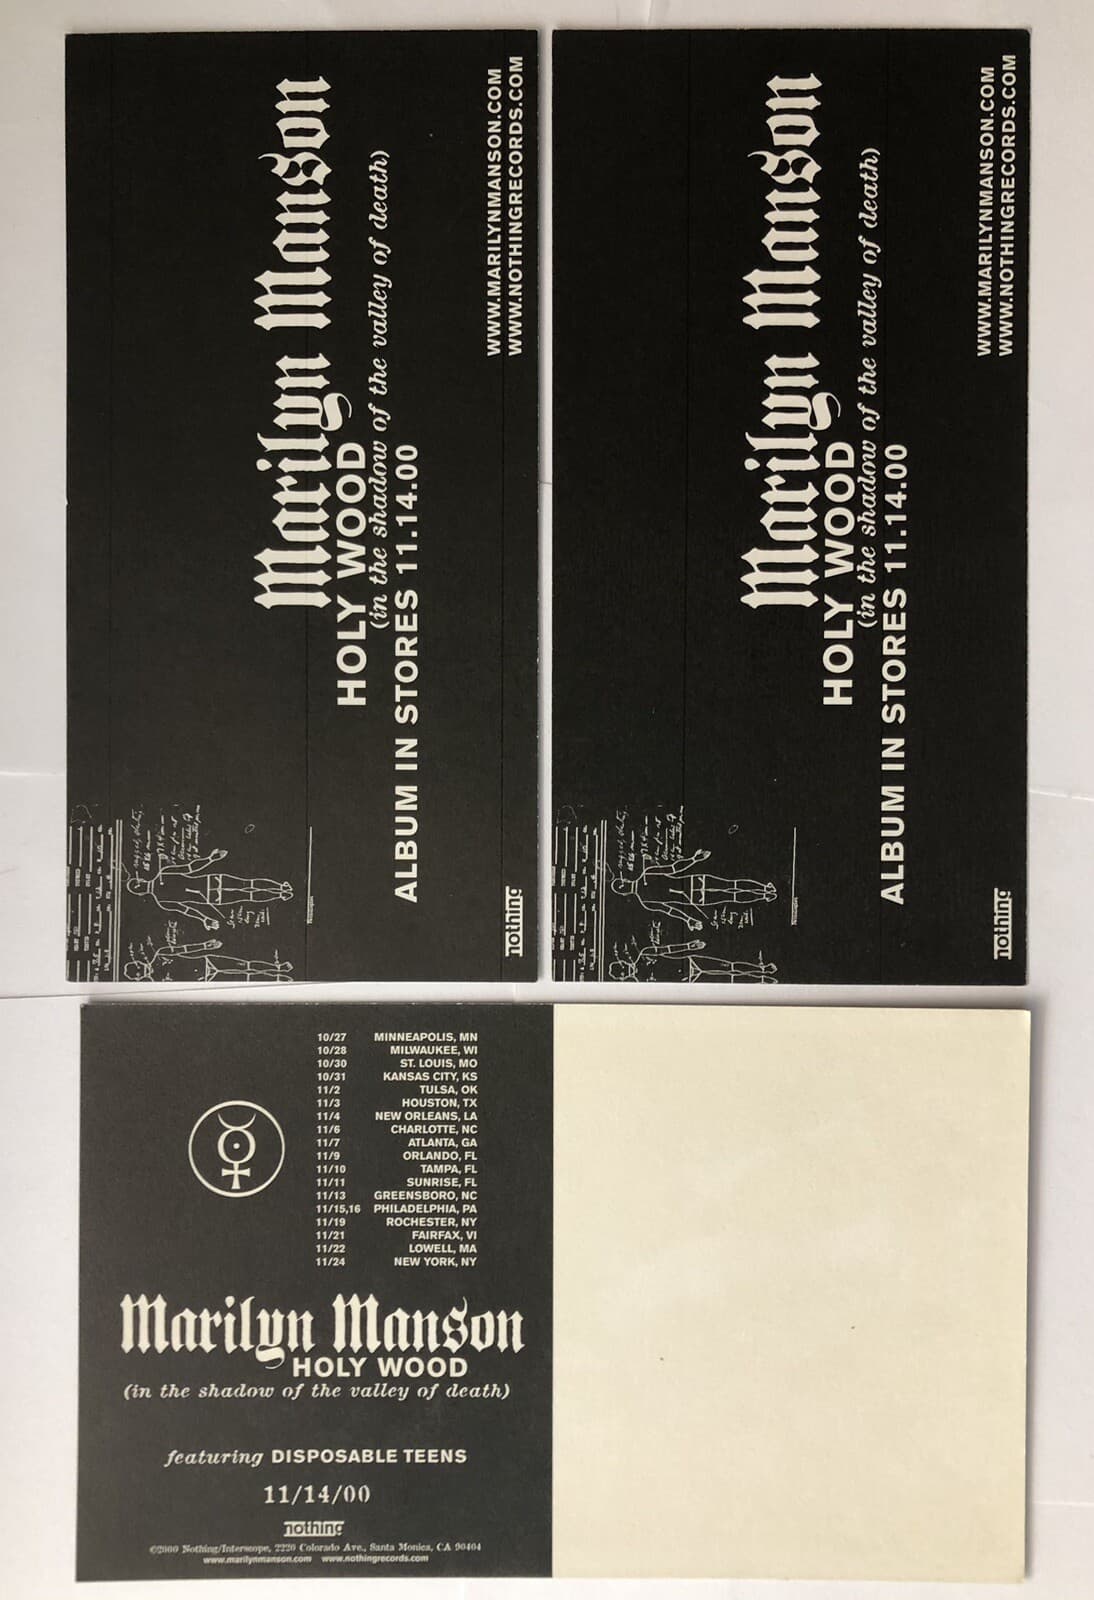 Marilyn Manson
HOLY WOOD
(in the shadow of the valley of death)
ALBUM IN STORES 11.14.00
WWW.MARILYNMANSON.COM
WWW.NOTHINGRECORDS.COM
nothing
Marilyn Manson
HOLY WOOD
(in the shadow of the valley of death)
ALBUM IN STORES 11.14.00
WWW.MARILYNMANSON.COM
WWW.NOTHINGRECORDS.COM
nothing
10/27 MINNEAPOLIS, MN
10/28 MILWAUKEE, WI
10/30 ST. LOUIS, MO
10/31 KANSAS CITY, KS
11/2 TULSA, OK
11/3 HOUSTON, TX
11/4 NEW ORLEANS, LA
11/6 CHARLOTTE, NC
11/7 ATLANTA, GA
11/9 ORLANDO, FL
11/10 TAMPA, FL
11/11 SUNRISE, FL
11/13 GREENSBORO, NC
11/15,16 PHILADELPHIA, PA
11/19 ROCHESTER, NY
11/21 FAIRFAX, VI
11/22 LOWELL, MA
11/24 NEW YORK, NY
Marilyn Manson
HOLY WOOD
(in the shadow of the valley of death)
featuring DISPOSABLE TEENS
11/14/00
nothing
©2000 Nothing/Interscope, 2220 Colorado Ave., Santa Monica, CA 90404
www.marilynmanson.com www.nothingrecords.com